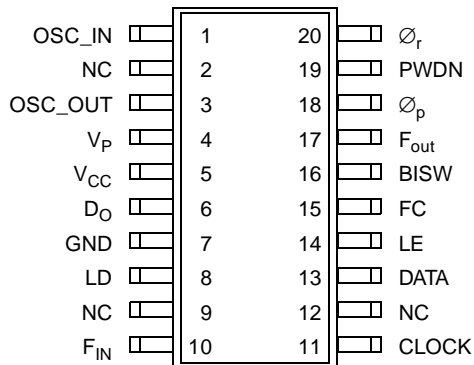 OSC_IN 1 20 Ør
NC 2 19 PWDN
OSC_OUT 3 18 Øp
VP 4 17 Fout
VCC 5 16 BISW
DO 6 15 FC
GND 7 14 LE
LD 8 13 DATA
NC 9 12 NC
FIN 10 11 CLOCK